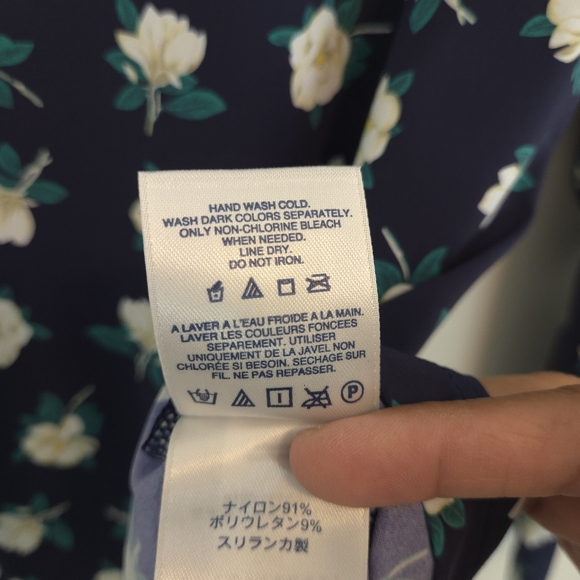 HAND WASH COLD.
WASH DARK COLORS SEPARATELY.
ONLY NON-CHLORINE BLEACH
WHEN NEEDED.
LINE DRY.
DO NOT IRON.
A LAVER A L'EAU FROIDE A LA MAIN.
LAVER LES COULEURS FONCEES
SEPAREMENT. UTILISER
UNIQUEMENT DE LA JAVEL NON
CHLORÉE SI BESOIN. SECHAGE SUR
FIL. NE PAS REPASSER.
P
ナイロン91%
ポリウレタン9%
スリランカ製